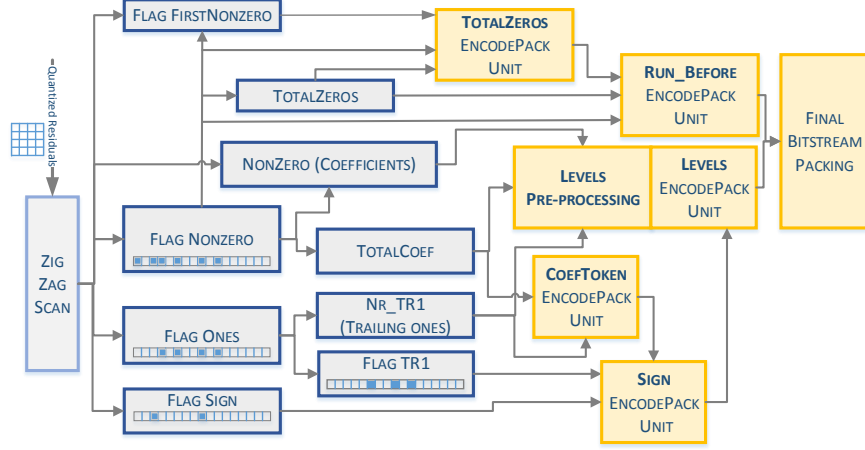 FLAG FIRSTNONZERO
TOTALZEROS
ENCODEPACK
UNIT
RUN_BEFORE
ENCODEPACK
UNIT
TOTALZEROS
Quantized Residuals
FINAL
BITSTREAM
PACKING
NONZERO (COEFFICIENTS)
LEVELS
PRE-PROCESSING
LEVELS
ENCODEPACK
UNIT
FLAG NONZERO
TOTALCOEF
ZIG
ZAG
SCAN
COEFTOKEN
ENCODEPACK
UNIT
NR_TR1
(TRAILING ONES)
FLAG ONES
FLAG TR1
SIGN
ENCODEPACK
UNIT
FLAG SIGN